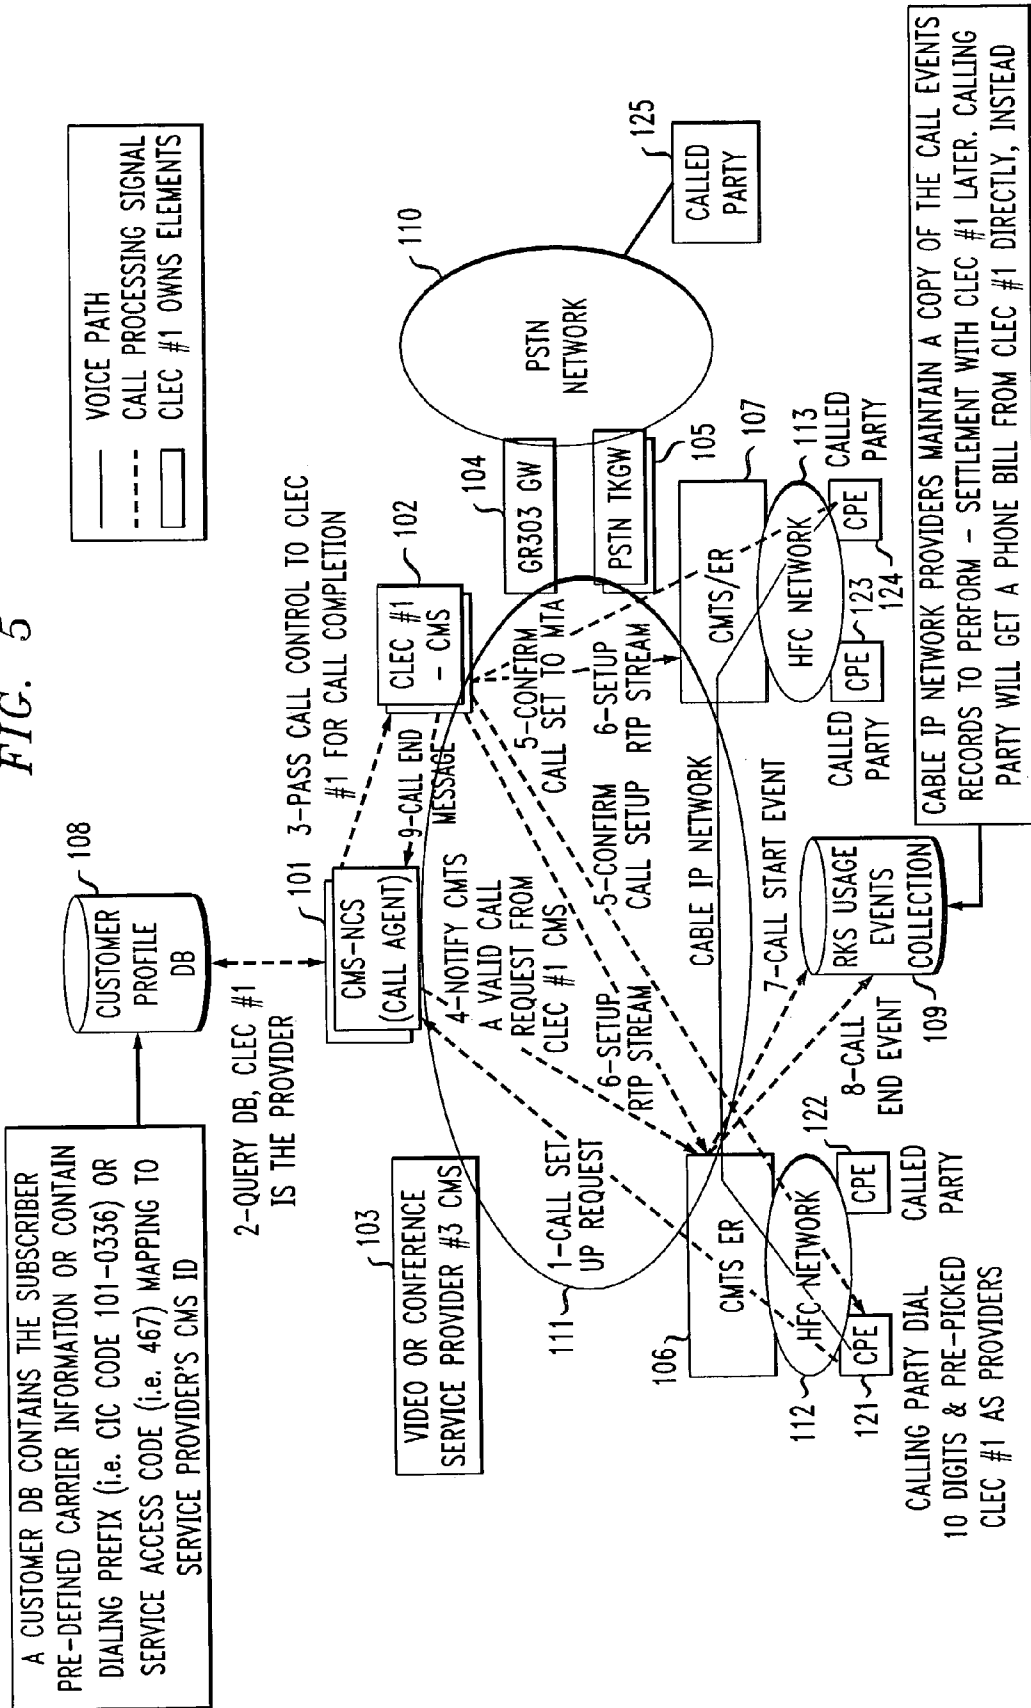 FIG. 5
A CUSTOMER DB CONTAINS THE SUBSCRIBER
PRE-DEFINED CARRIER INFORMATION OR CONTAIN
DIALING PREFIX (i.e. CIC CODE 101-0336) OR
SERVICE ACCESS CODE (i.e. 467) MAPPING TO
SERVICE PROVIDER'S CMS ID
108
CUSTOMER
PROFILE
DB
VOICE PATH
CALL PROCESSING SIGNAL
CLEC #1 OWNS ELEMENTS
2-QUERY DB, CLEC #1
IS THE PROVIDER
101
3-PASS CALL CONTROL TO CLEC
#1 FOR CALL COMPLETION
103
VIDEO OR CONFERENCE
SERVICE PROVIDER #3 CMS
CMS-NCS
(CALL AGENT)
9-CALL END
MESSAGE
CLEC #1
- CMS
102
111
1-CALL SET
UP REQUEST
4-NOTIFY CMTS
A VALID CALL
REQUEST FROM
CLEC #1 CMS
6-SETUP
RTP STREAM
5-CONFIRM
CALL SETUP
5-CONFIRM
CALL SET TO MTA
6-SETUP
RTP STREAM
104
GR303 GW
PSTN TKGW
105
110
PSTN
NETWORK
125
CALLED
PARTY
CABLE IP NETWORK
106
CMTS ER
CMTS/ER
107
7-CALL START EVENT
8-CALL
END EVENT
112
HFC NETWORK
HFC NETWORK
113
121
CPE
CPE
122
CALLED
PARTY
CPE
123
CALLED
PARTY
CPE
124
CALLED
PARTY
RKS USAGE
EVENTS
COLLECTION
109
CALLING PARTY DIAL
10 DIGITS & PRE-PICKED
CLEC #1 AS PROVIDERS
CABLE IP NETWORK PROVIDERS MAINTAIN A COPY OF THE CALL EVENTS
RECORDS TO PERFORM - SETTLEMENT WITH CLEC #1 LATER. CALLING
PARTY WILL GET A PHONE BILL FROM CLEC #1 DIRECTLY, INSTEAD